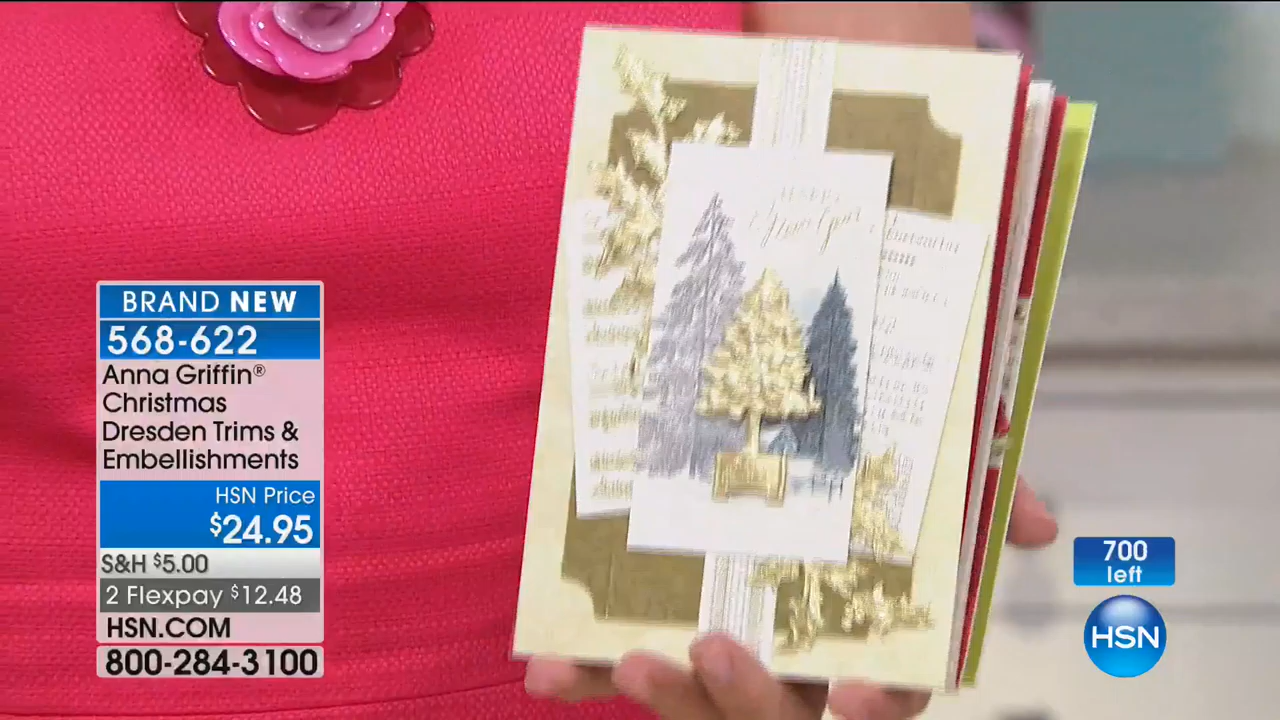 BRAND NEW
568-622
Anna Griffin®
Christmas
Dresden Trims &
Embellishments
HSN Price
$24.95
S&H $5.00
2 Flexpay $12.48
HSN.COM
800-284-3100
700
left
HSN